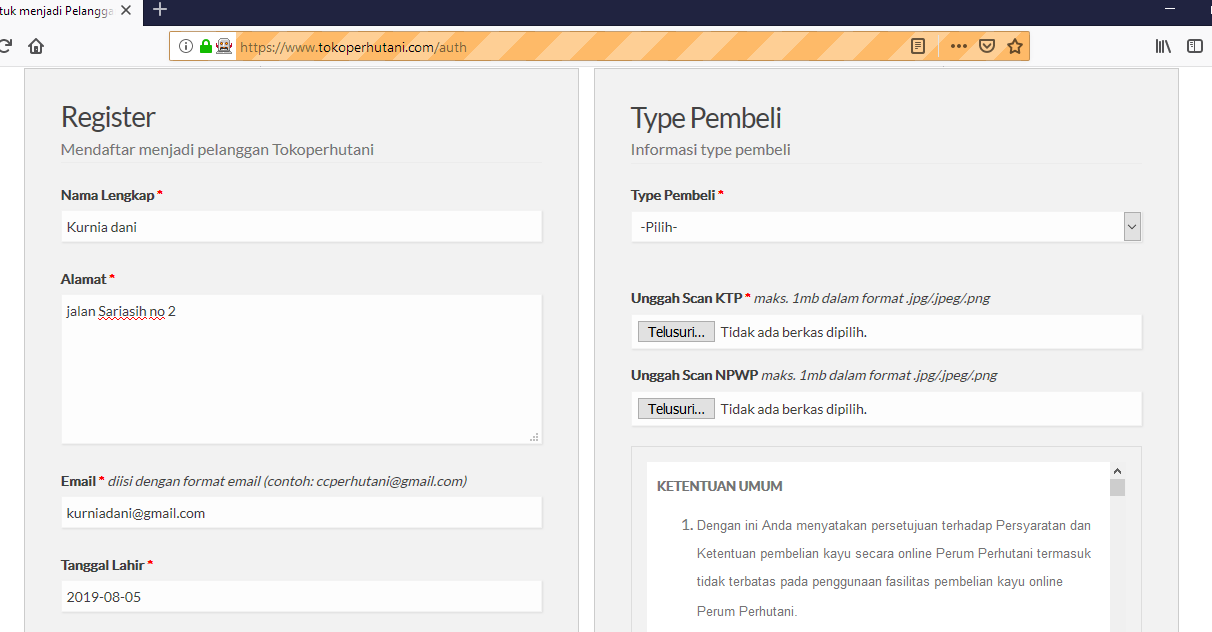 tuk menjadi Pelangga
https://www.tokoperhutani.com/auth
Register
Mendaftar menjadi pelanggan Tokoperhutani
Nama Lengkap *
Kurnia dani
Alamat *
jalan Sariasih no 2
Email * diisi dengan format email (contoh: ccperhutani@gmail.com)
kurniadani@gmail.com
Tanggal Lahir *
2019-08-05
Type Pembeli
Informasi type pembeli
Type Pembeli *
-Pilih-
Unggah Scan KTP * maks. 1mb dalam format .jpg/.jpeg/.png
Telusuri... Tidak ada berkas dipilih.
Unggah Scan NPWP maks. 1mb dalam format .jpg/.jpeg/.png
Telusuri... Tidak ada berkas dipilih.
KETENTUAN UMUM
1. Dengan ini Anda menyatakan persetujuan terhadap Persyaratan dan
Ketentuan pembelian kayu secara online Perum Perhutani termasuk
tidak terbatas pada penggunaan fasilitas pembelian kayu online
Perum Perhutani.